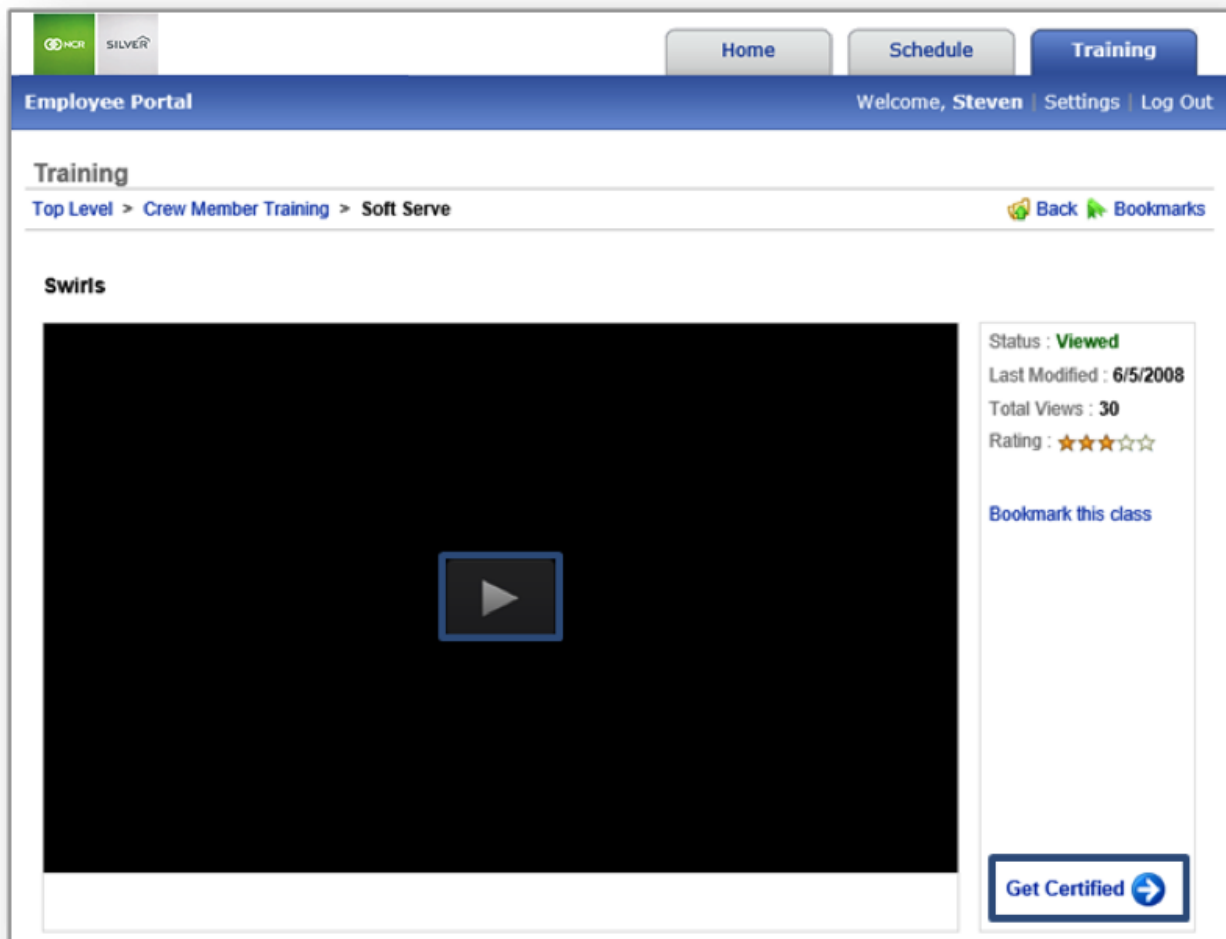 NCR SILVER
Home Schedule Training
Employee Portal Welcome, Steven | Settings | Log Out
Training
Top Level > Crew Member Training > Soft Serve Back Bookmarks
Swirls
Status : Viewed
Last Modified : 6/5/2008
Total Views : 30
Rating :
Bookmark this class
Get Certified